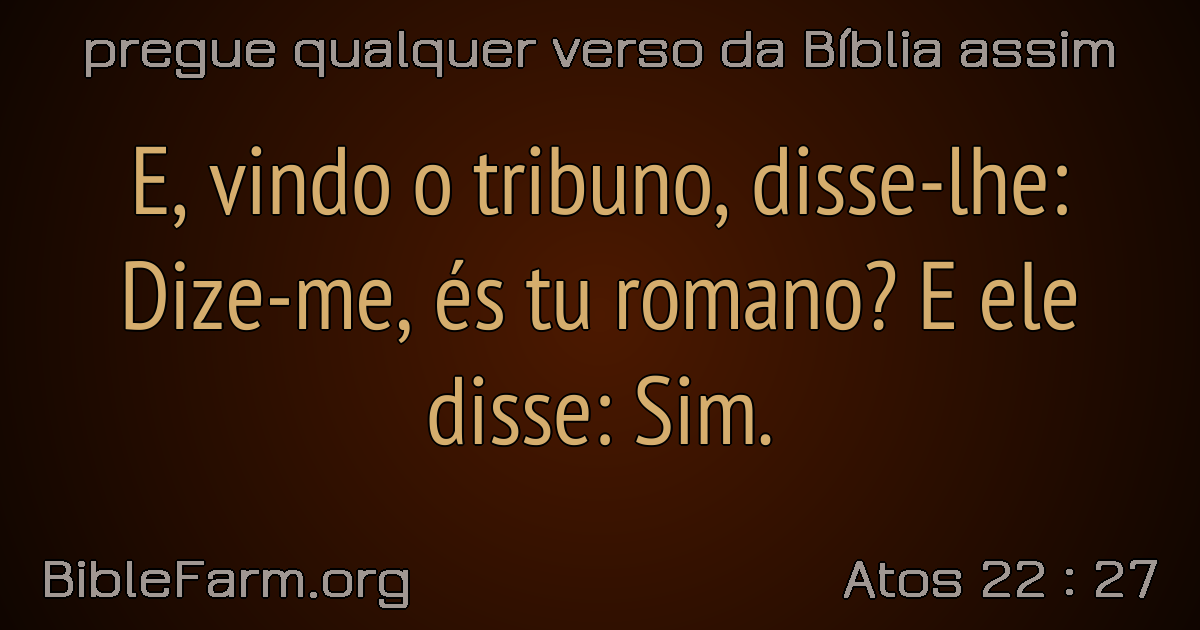 pregue qualquer verso da Bíblia assim
E, vindo o tribuno, disse-lhe:
Dize-me, és tu romano? E ele
disse: Sim.
BibleFarm.org
Atos 22 : 27